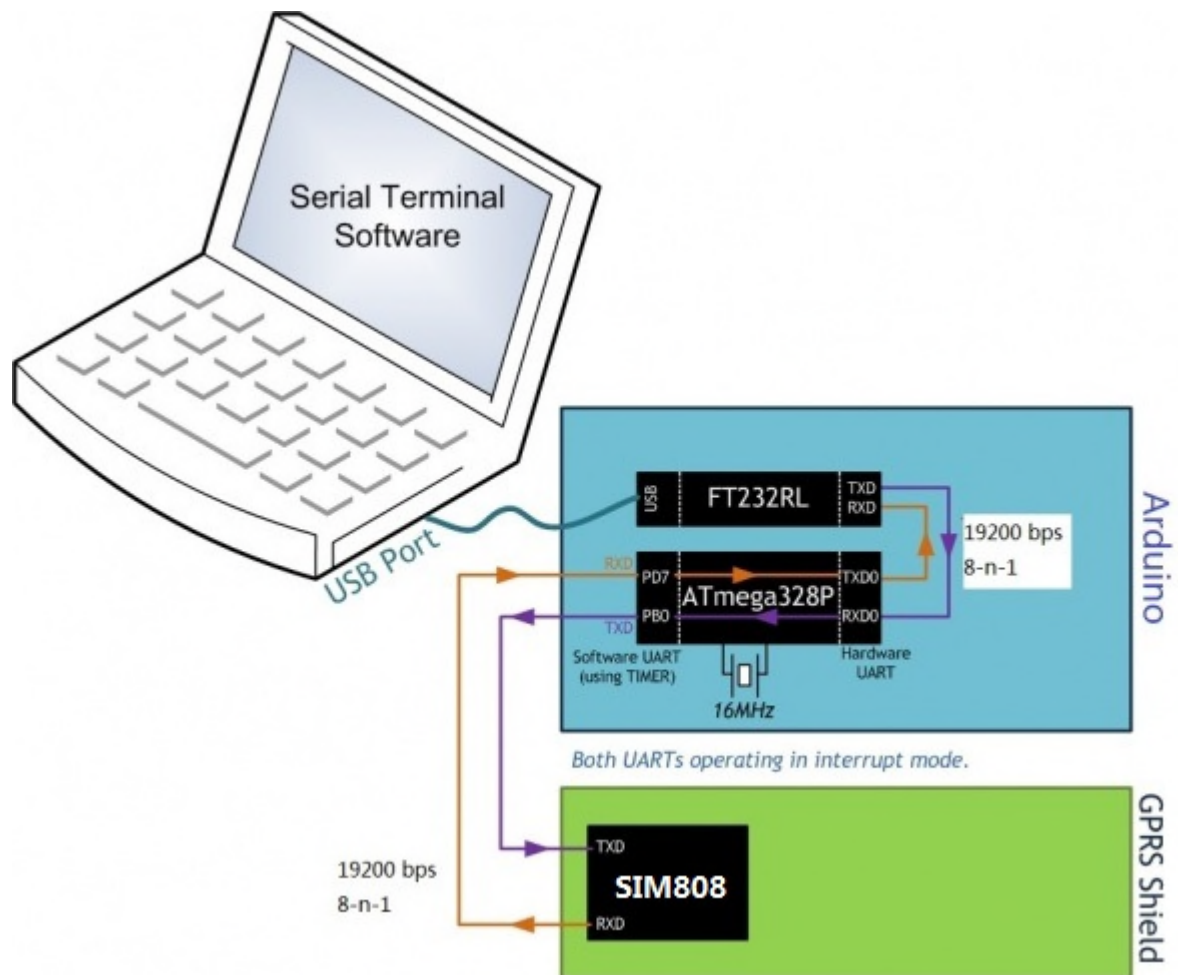 Serial Terminal
Software
USB Port
USB
FT232RL
TXD
RXD
19200 bps
8-n-1
Arduino
RXD
PD7
ATmega328P
TXD0
PB0
RXD0
TXD
Software UART
(using TIMER)
Hardware
UART
16MHz
Both UARTs operating in interrupt mode.
GPRS Shield
TXD
SIM808
RXD
19200 bps
8-n-1